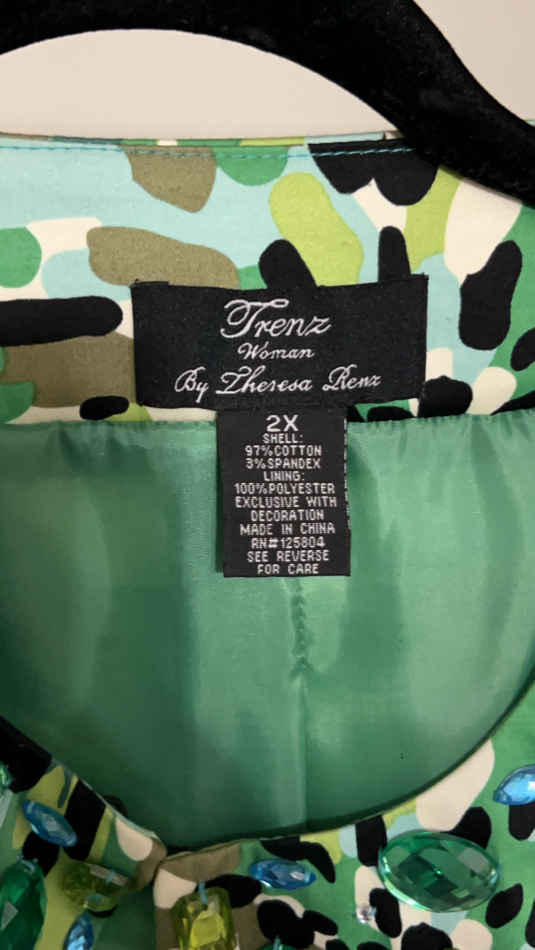 Trenz
Woman
By Theresa Renz
2X
SHELL:
97%COTTON
3%SPANDEX
LINING:
100%POLYESTER
EXCLUSIVE WITH
DECORATION
MADE IN CHINA
RN#125804
SEE REVERSE
FOR CARE